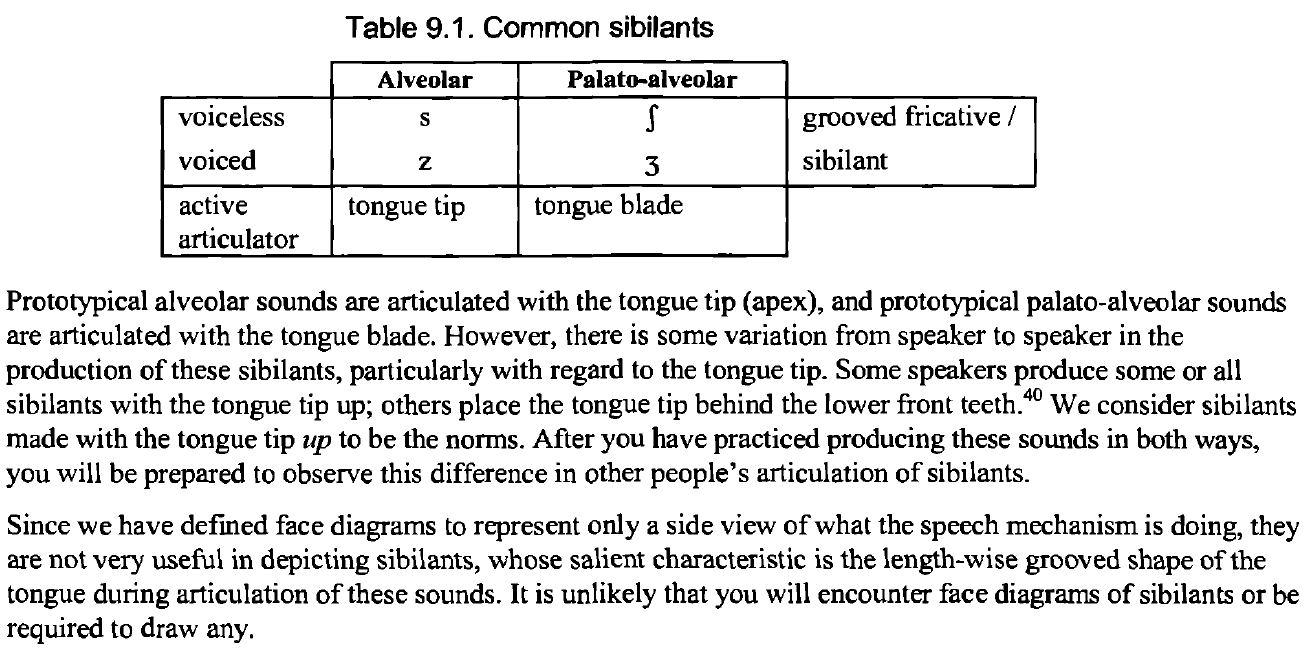 Table 9.1. Common sibilants
Alveolar Palato-alveolar
voiceless s ʃ grooved fricative /
voiced z ʒ sibilant
active tongue tip tongue blade
articulator
Prototypical alveolar sounds are articulated with the tongue tip (apex), and prototypical palato-alveolar sounds
are articulated with the tongue blade. However, there is some variation from speaker to speaker in the
production of these sibilants, particularly with regard to the tongue tip. Some speakers produce some or all
sibilants with the tongue tip up; others place the tongue tip behind the lower front teeth.⁴⁰ We consider sibilants
made with the tongue tip up to be the norms. After you have practiced producing these sounds in both ways,
you will be prepared to observe this difference in other people's articulation of sibilants.
Since we have defined face diagrams to represent only a side view of what the speech mechanism is doing, they
are not very useful in depicting sibilants, whose salient characteristic is the length-wise grooved shape of the
tongue during articulation of these sounds. It is unlikely that you will encounter face diagrams of sibilants or be
required to draw any.